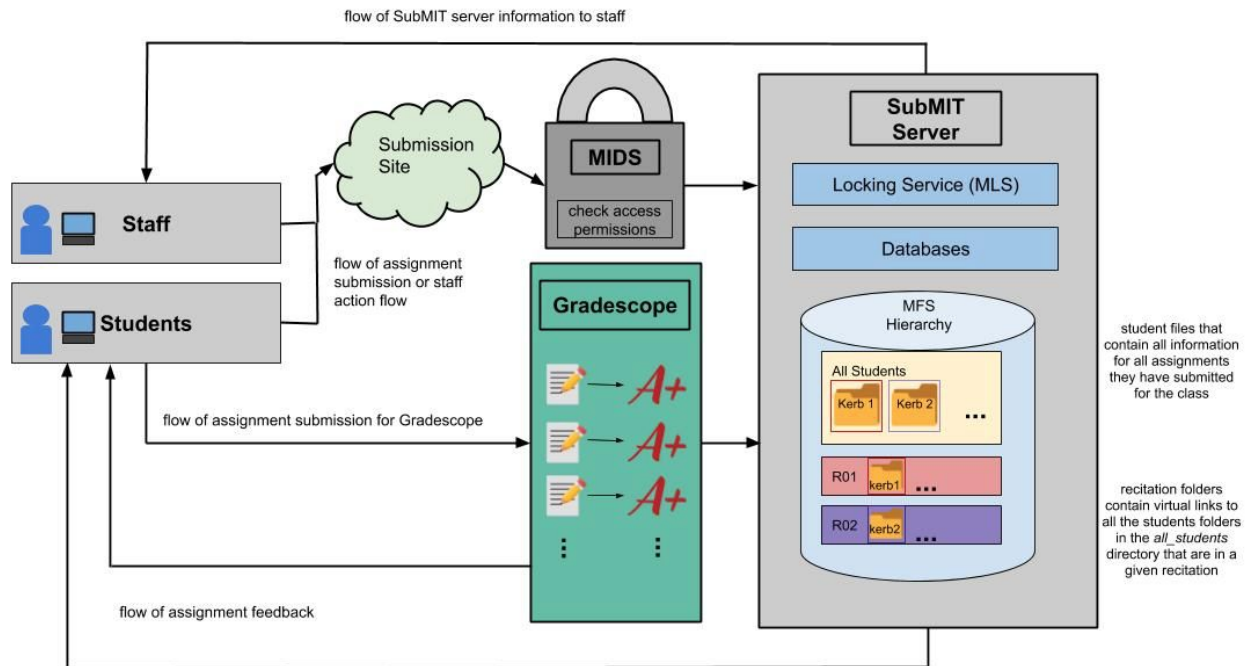 flow of SubMIT server information to staff
Staff
Students
Submission
Site
MIDS
check access
permissions
flow of assignment
submission or staff
action flow
flow of assignment submission for Gradescope
flow of assignment feedback
Gradescope
A+
A+
A+
SubMIT
Server
Locking Service (MLS)
Databases
MFS
Hierarchy
All Students
Kerb 1
Kerb 2
...
R01
kerb1
...
R02
kerb2
...
student files that
contain all information
for all assignments
they have submitted
for the class
recitation folders
contain virtual links to
all the students folders
in the all_students
directory that are in a
given recitation